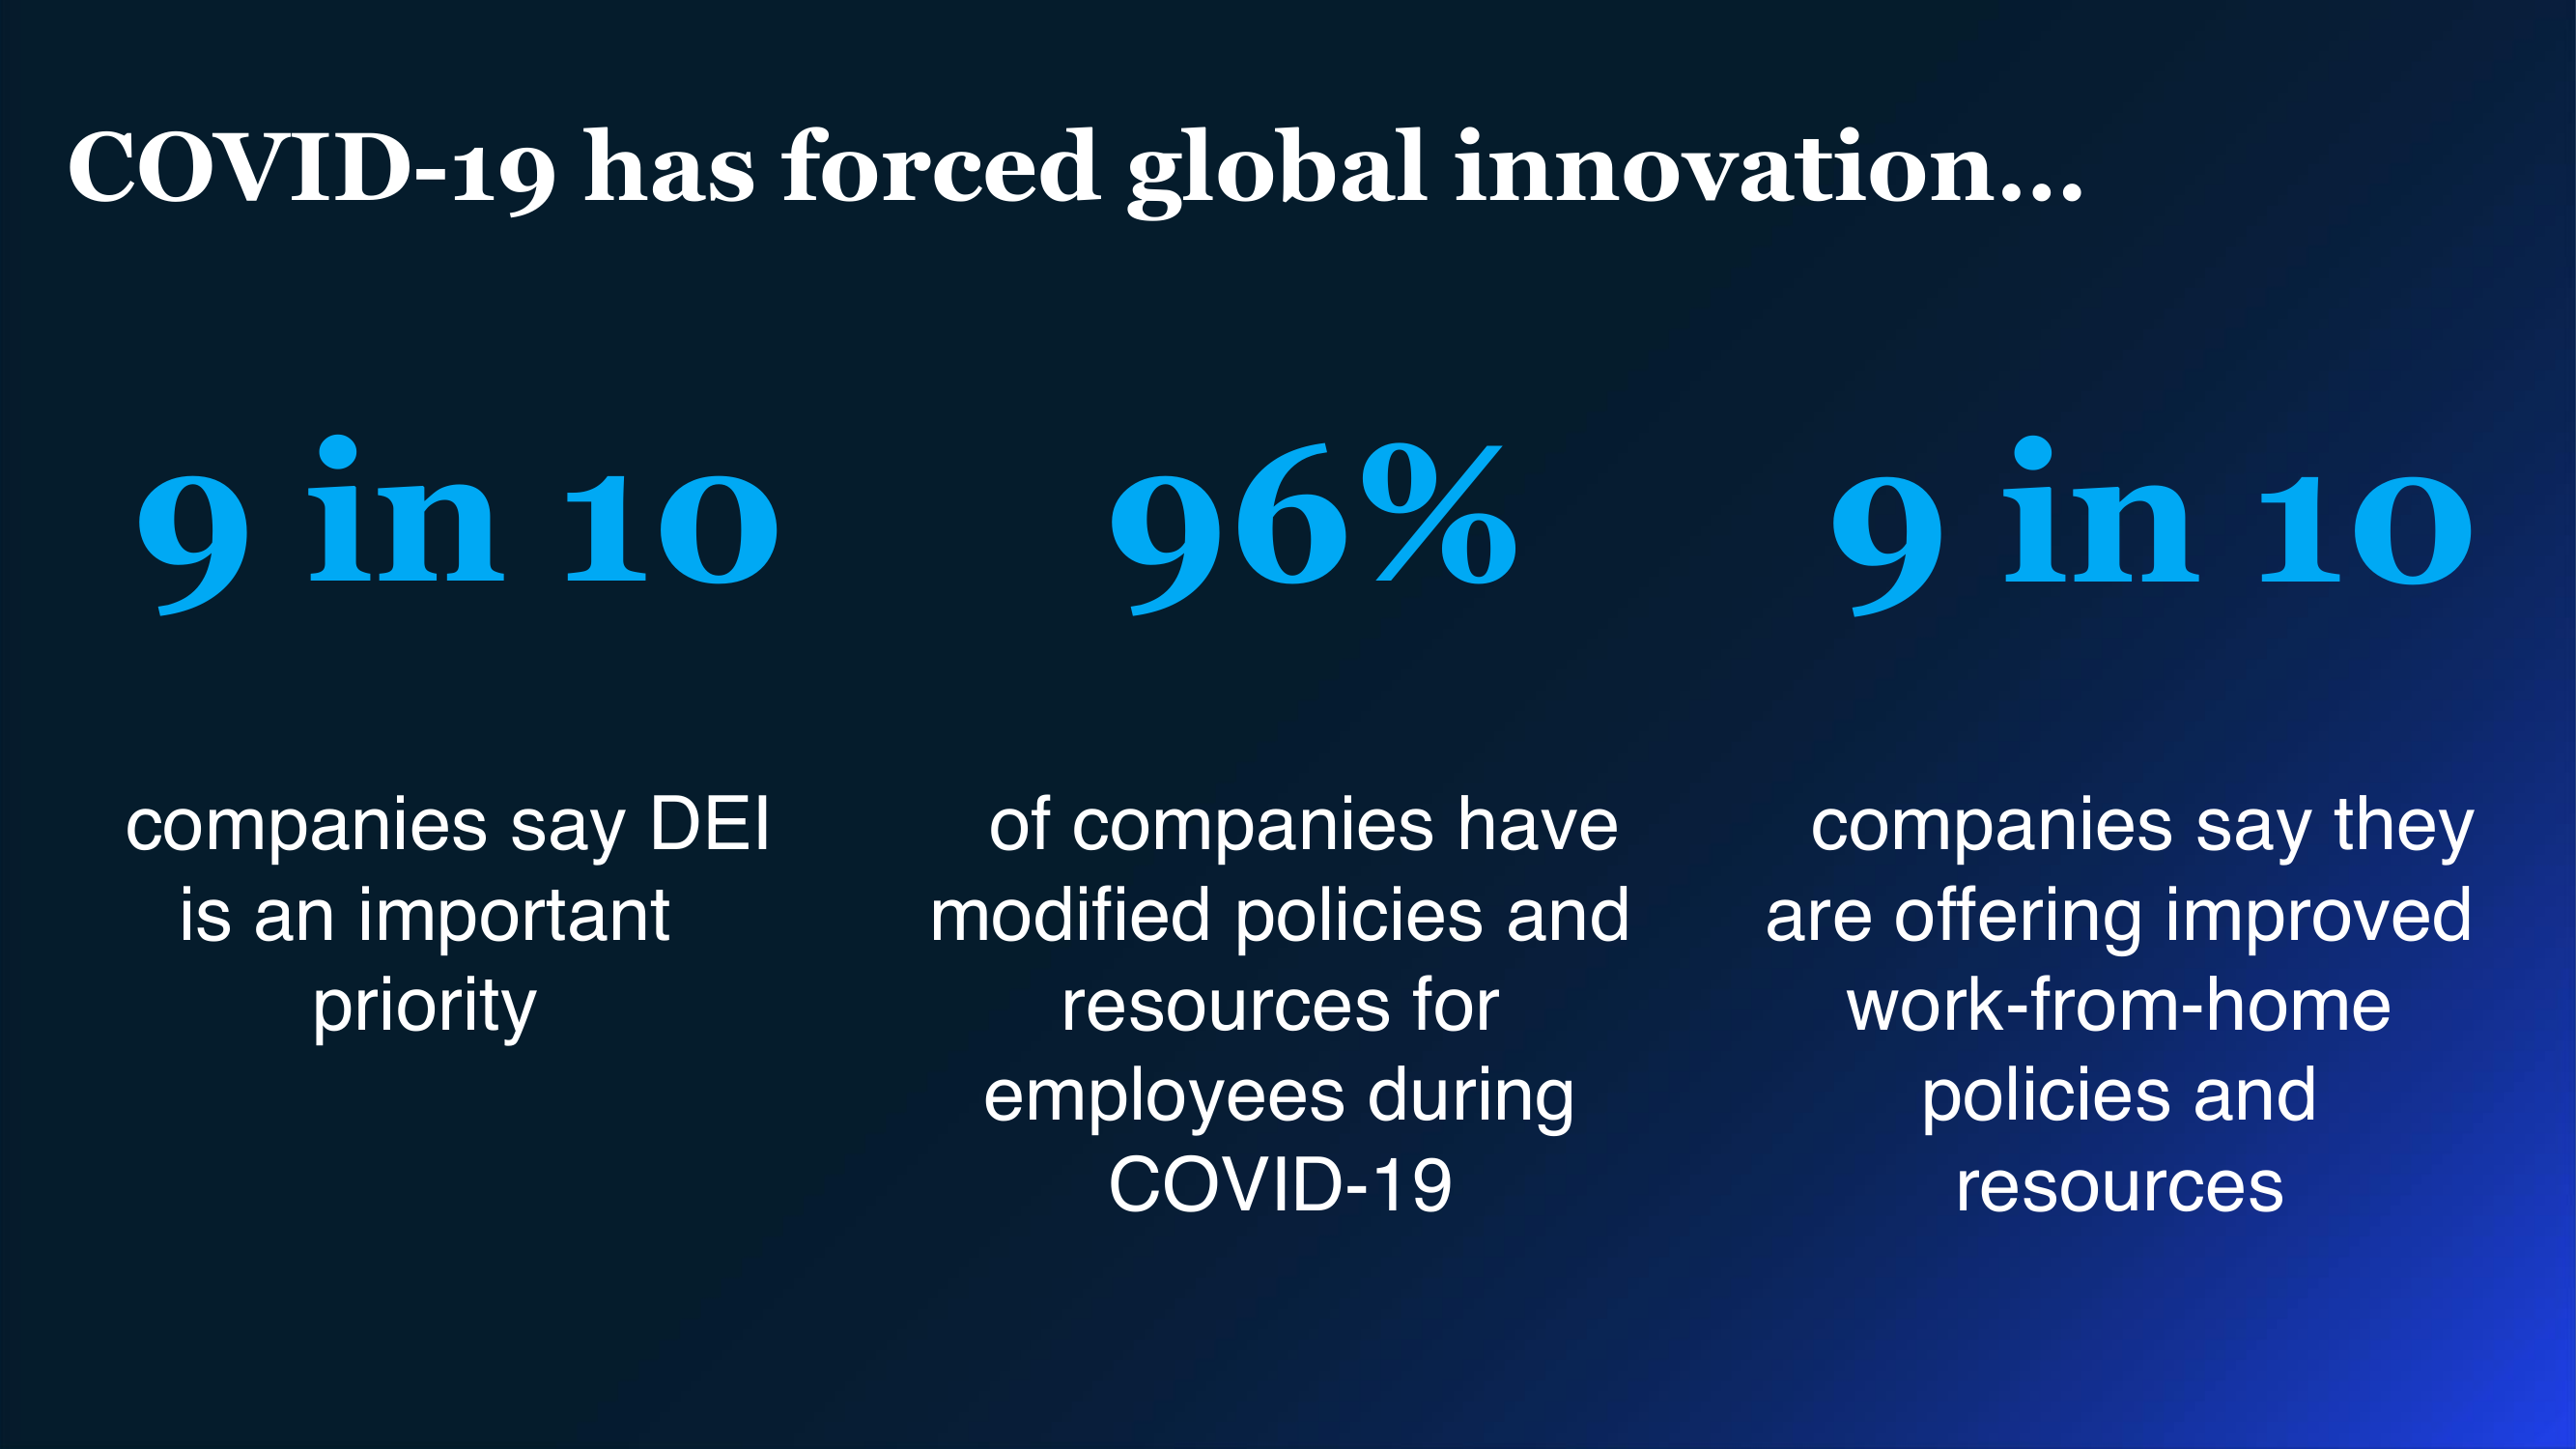 COVID-19 has forced global innovation...
9 in 10
companies say DEI
is an important
priority
96%
of companies have
modified policies and
resources for
employees during
COVID-19
9 in 10
companies say they
are offering improved
work-from-home
policies and
resources